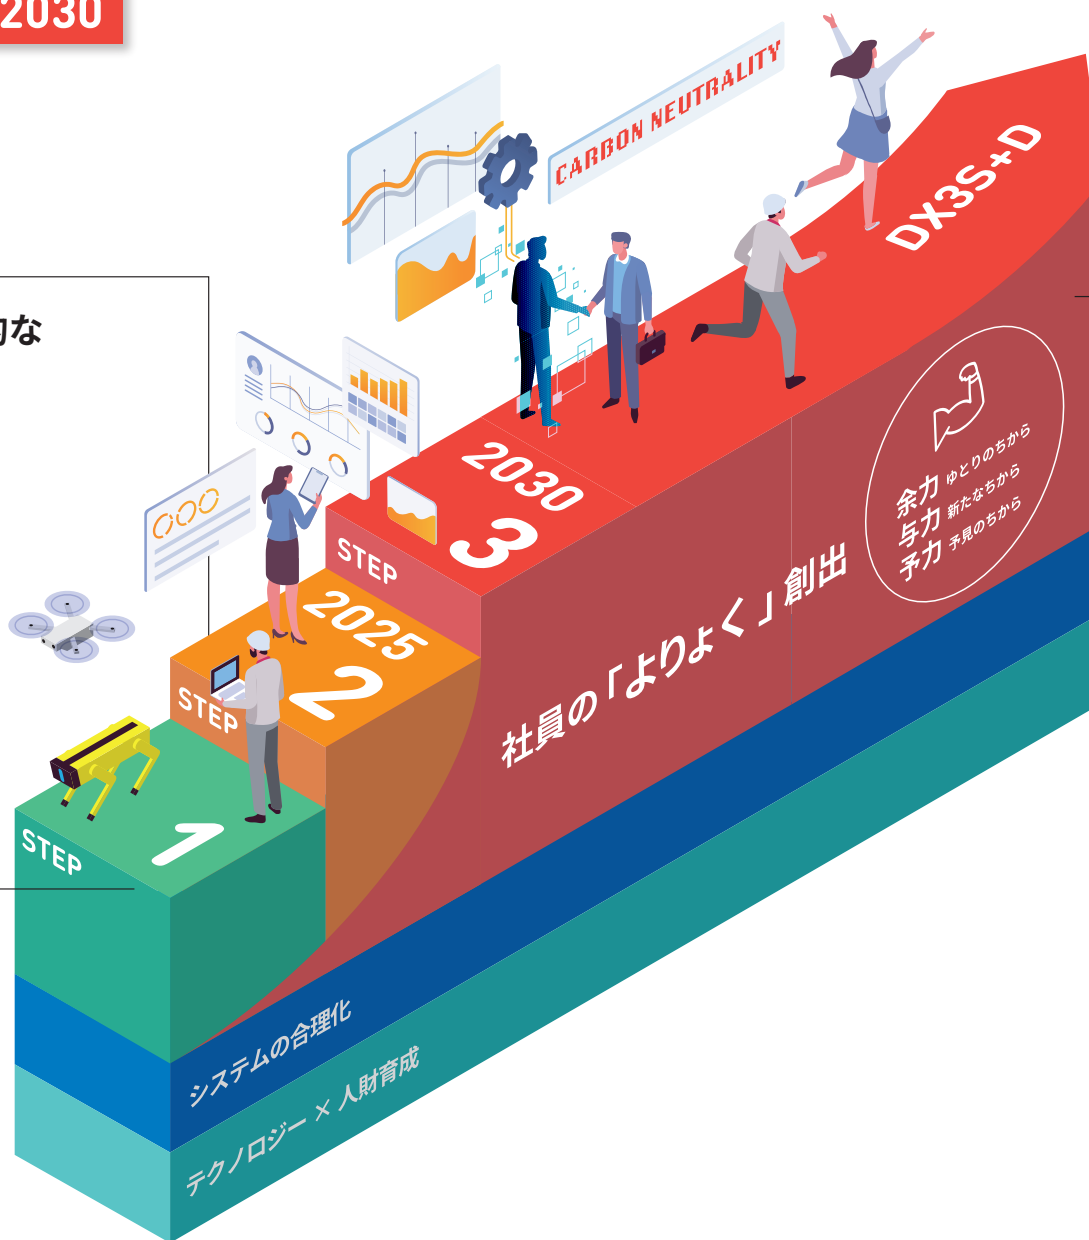 2030
的な
CARBON NEUTRALITY
DX3S+D
2030
3
STEP
2025
2
STEP
1
STEP
余力 ゆとりのちから
与力 新たなちから
予力 予見のちから
社員の「よりょく」創出
システムの合理化
テクノロジー × 人財育成